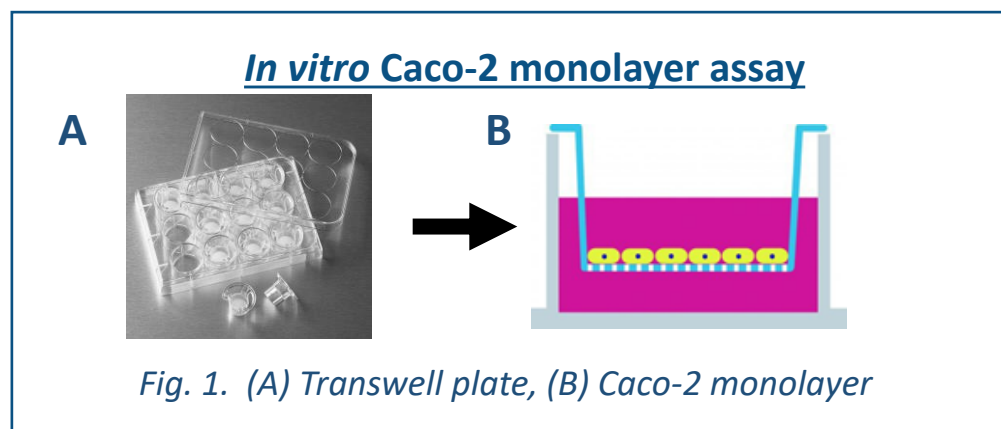 In vitro Caco-2 monolayer assay
A
B
Fig. 1. (A) Transwell plate, (B) Caco-2 monolayer